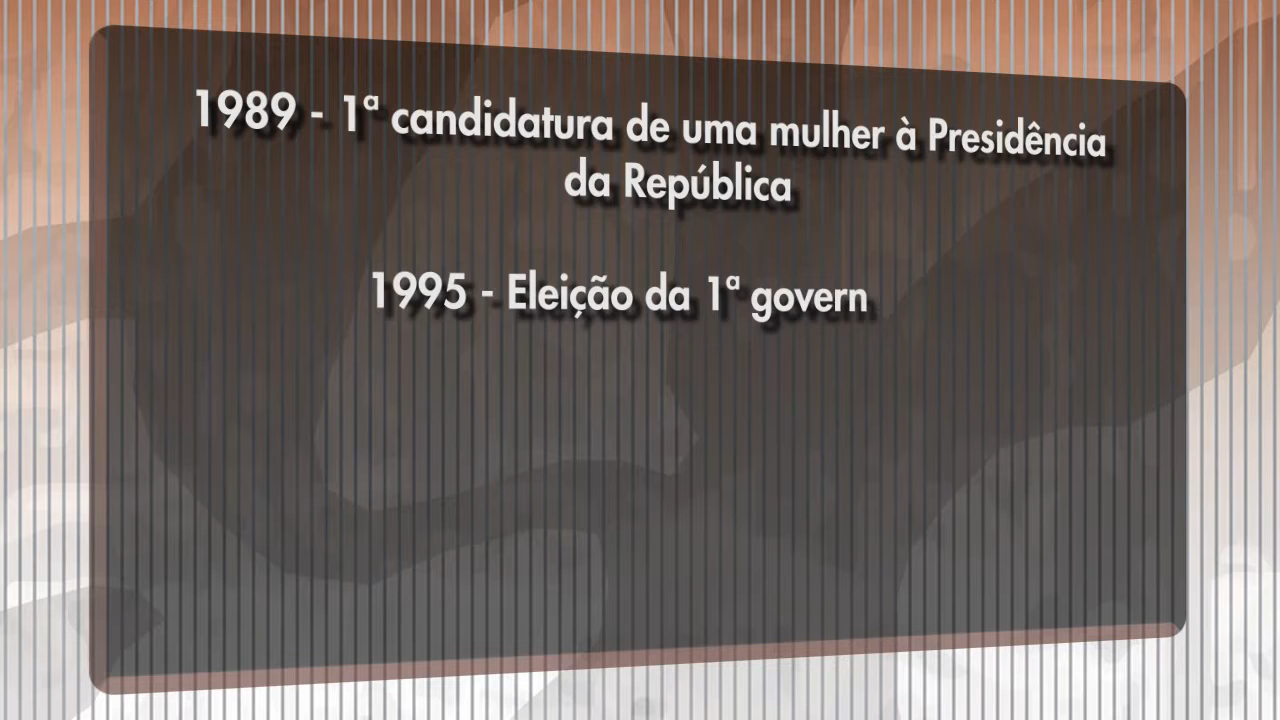 1989 - 1ª candidatura de uma mulher à Presidência
da República
1995 - Eleição da 1ª govern